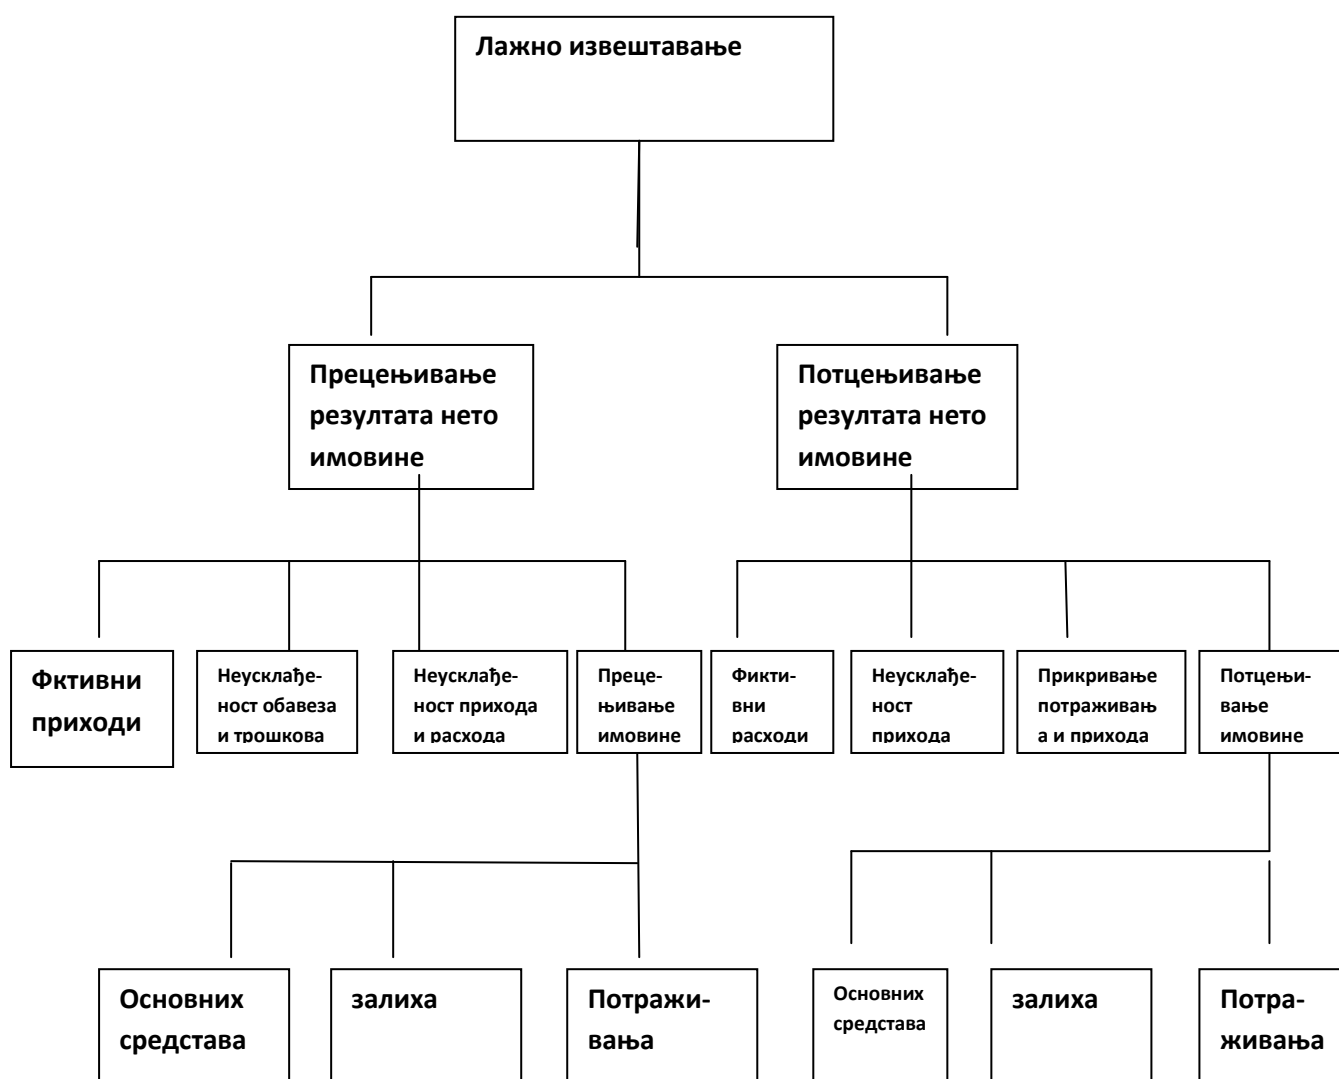 Лажно извештавање
Прецењивање
резултата нето
имовине
Потцењивање
резултата нето
имовине
Фктивни
приходи
Неусклађе-
ност обавеза
и трошкова
Неусклађе-
ност прихода
и расхода
Преце-
њивање
имовине
Фикти-
вни
расходи
Неусклађе-
ност
прихода
Прикривање
потраживањ
а и прихода
Потцењи-
вање
имовине
Основних
средстава
залиха
Потражи-
вања
Основних
средстава
залиха
Потра-
живања